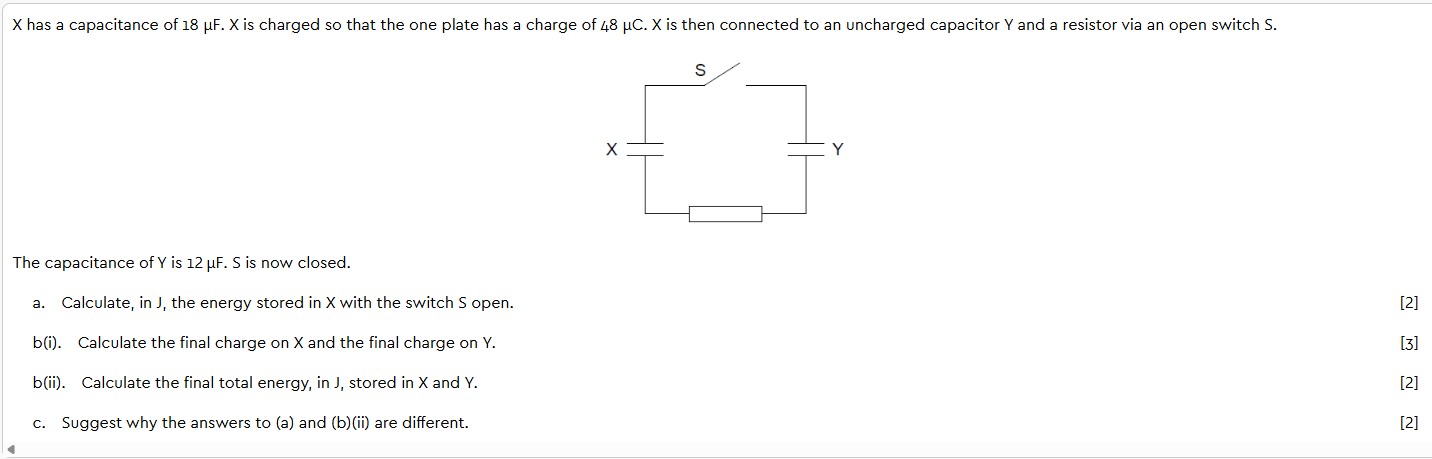 X has a capacitance of 18 μF. X is charged so that the one plate has a charge of 48 μC. X is then connected to an uncharged capacitor Y and a resistor via an open switch S.
S
X
Y
The capacitance of Y is 12 μF. S is now closed.
a. Calculate, in J, the energy stored in X with the switch S open. [2]
b(i). Calculate the final charge on X and the final charge on Y. [3]
b(ii). Calculate the final total energy, in J, stored in X and Y. [2]
c. Suggest why the answers to (a) and (b)(ii) are different. [2]